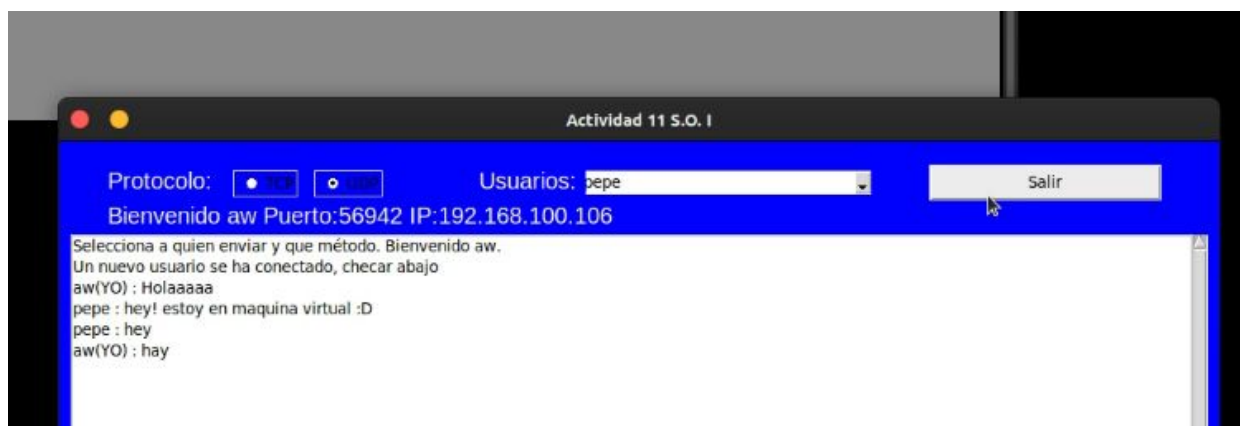 Actividad 11 S.O. I
Protocolo: TCP UDP Usuarios: pepe Salir
Bienvenido aw Puerto:56942 IP:192.168.100.106
Selecciona a quien enviar y que método. Bienvenido aw.
Un nuevo usuario se ha conectado, checar abajo
aw(YO) : Holaaaaa
pepe : hey! estoy en maquina virtual :D
pepe : hey
aw(YO) : hay